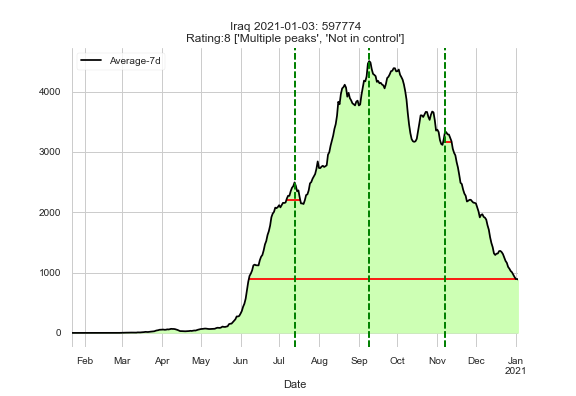 Iraq 2021-01-03: 597774
Rating:8 ['Multiple peaks', 'Not in control']
Average-7d
4000
3000
2000
1000
0
Feb Mar Apr May Jun Jul Aug Sep Oct Nov Dec Jan
2021
Date